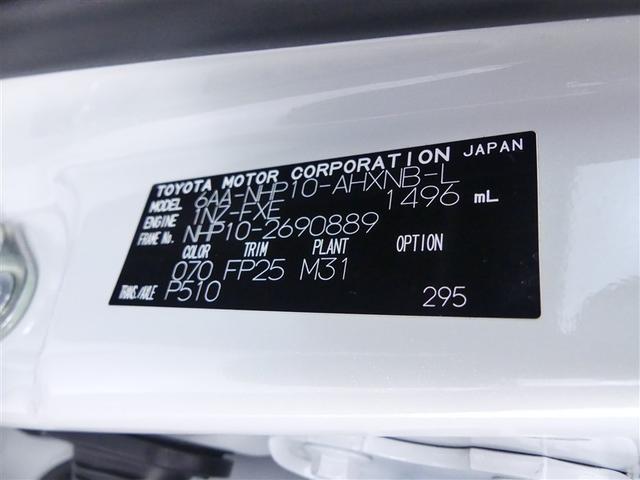 TOYOTA MOTOR CORPORATION JAPAN
MODEL 6AA-NHP10-AHXNB-L
ENGINE 1NZ-FXE 1496 mL
FRAME No. NHP10-2690889
COLOR TRIM PLANT OPTION
070 FP25 M31
TRANS./AXLE P510 295